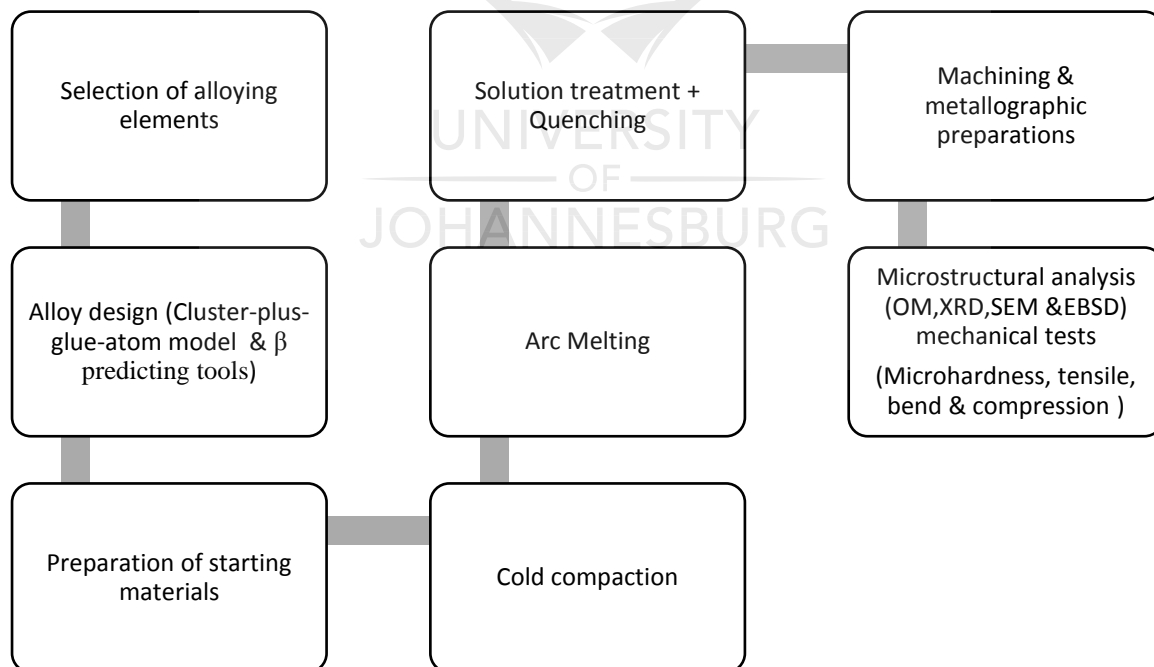 Selection of alloying
elements
Alloy design (Cluster-plus-
glue-atom model & β
predicting tools)
Preparation of starting
materials
Cold compaction
Arc Melting
Solution treatment +
Quenching
UNIVERSITY
OF
JOHANNESBURG
Machining &
metallographic
preparations
Microstructural analysis
(OM,XRD,SEM &EBSD)
mechanical tests
(Microhardness, tensile,
bend & compression )